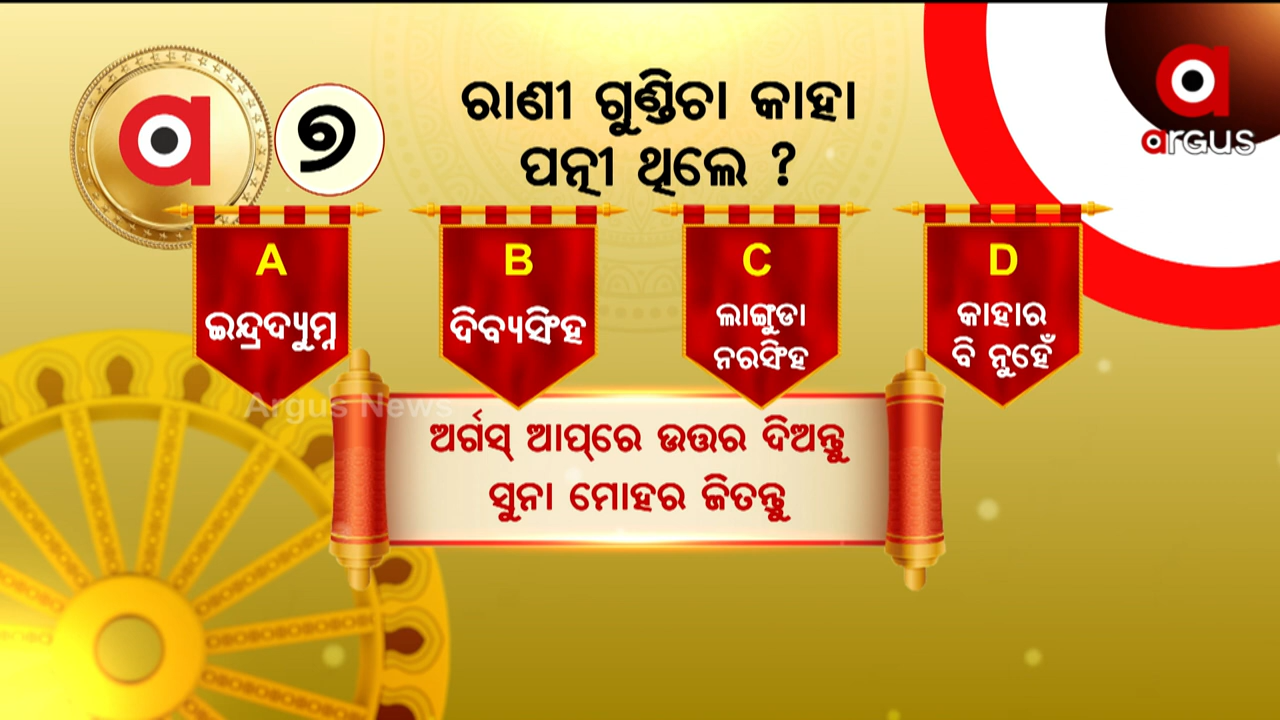 a
୭
ରାଣୀ ଗୁଣ୍ଡିଚା କାହା
ପତ୍ନୀ ଥିଲେ ?
a
argus
A
ଇନ୍ଦ୍ରଦ୍ୟୁମ୍ନ
B
ଦିବ୍ୟସିଂହ
C
ଲାଙ୍ଗୁଡା
ନରସିଂହ
D
କାହାର
ବି ନୁହେଁ
Argus News
ଅର୍ଗସ୍ ଆପ୍‌ରେ ଉତ୍ତର ଦିଅନ୍ତୁ
ସୁନା ମୋହର ଜିତନ୍ତୁ